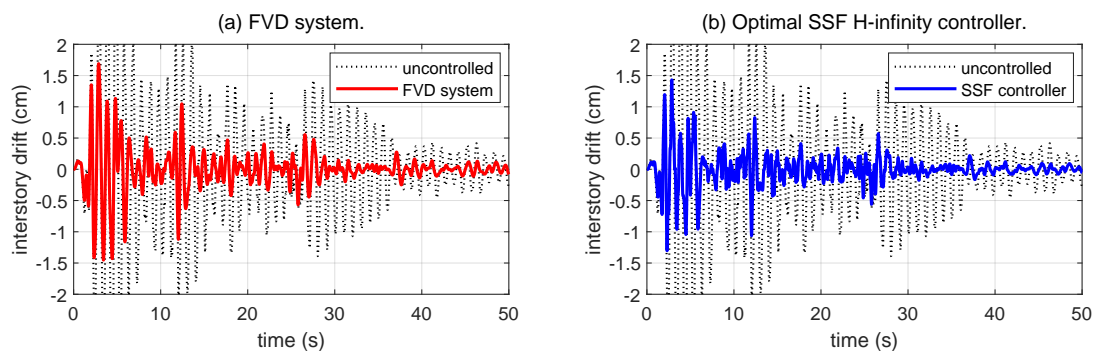 (a) FVD system.
2
1.5
1
0.5
0
-0.5
-1
-1.5
-2
interstory drift (cm)
uncontrolled
FVD system
0 10 20 30 40 50
time (s)
(b) Optimal SSF H-infinity controller.
2
1.5
1
0.5
0
-0.5
-1
-1.5
-2
interstory drift (cm)
uncontrolled
SSF controller
0 10 20 30 40 50
time (s)